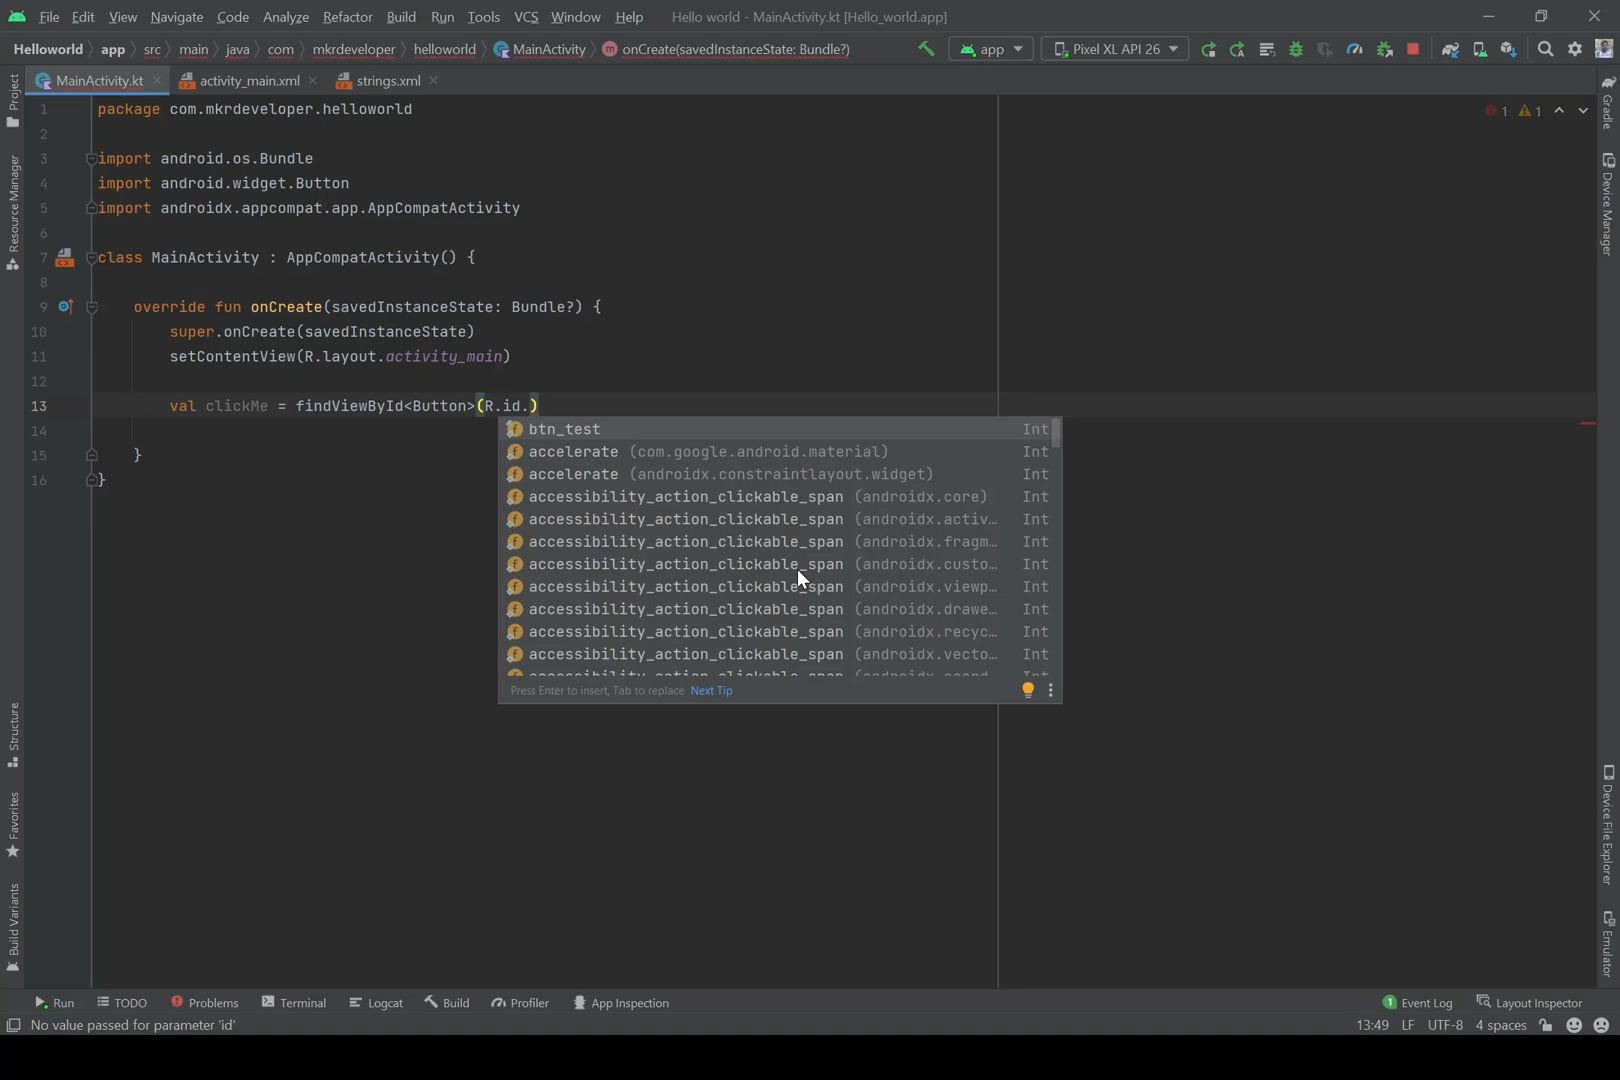 File Edit View Navigate Code Analyze Refactor Build Run Tools VCS Window Help Hello world - MainActivity.kt [Hello_world.app]
Helloworld app src main java com mkrdeveloper helloworld MainActivity onCreate(savedInstanceState: Bundle?) app Pixel XL API 26
MainActivity.kt activity_main.xml strings.xml
1 package com.mkrdeveloper.helloworld
1 1
2
3 import android.os.Bundle
4 import android.widget.Button
5 import androidx.appcompat.app.AppCompatActivity
6
7 class MainActivity : AppCompatActivity() {
8
9 override fun onCreate(savedInstanceState: Bundle?) {
10 super.onCreate(savedInstanceState)
11 setContentView(R.layout.activity_main)
12
13 val clickMe = findViewById<Button>(R.id.)
14
15 }
16 }
btn_test Int
accelerate (com.google.android.material) Int
accelerate (androidx.constraintlayout.widget) Int
accessibility_action_clickable_span (androidx.core) Int
accessibility_action_clickable_span (androidx.activ… Int
accessibility_action_clickable_span (androidx.fragm… Int
accessibility_action_clickable_span (androidx.custo… Int
accessibility_action_clickable_span (androidx.viewp… Int
accessibility_action_clickable_span (androidx.drawe… Int
accessibility_action_clickable_span (androidx.recyc… Int
accessibility_action_clickable_span (androidx.vecto… Int
Press Enter to insert, Tab to replace Next Tip
Project
Resource Manager
Structure
Favorites
Build Variants
Gradle
Device Manager
Device File Explorer
Emulator
Run TODO Problems Terminal Logcat Build Profiler App Inspection 1 Event Log Layout Inspector
No value passed for parameter 'id' 13:49 LF UTF-8 4 spaces